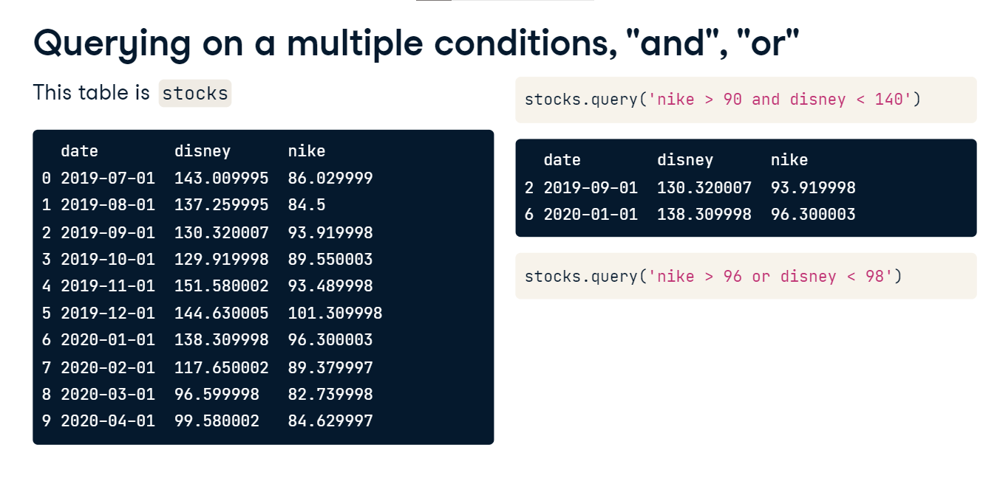 Querying on a multiple conditions, "and", "or"
This table is stocks
  date        disney      nike
0 2019-07-01  143.009995  86.029999
1 2019-08-01  137.259995  84.5
2 2019-09-01  130.320007  93.919998
3 2019-10-01  129.919998  89.550003
4 2019-11-01  151.580002  93.489998
5 2019-12-01  144.630005  101.309998
6 2020-01-01  138.309998  96.300003
7 2020-02-01  117.650002  89.379997
8 2020-03-01  96.599998   82.739998
9 2020-04-01  99.580002   84.629997
stocks.query('nike > 90 and disney < 140')
  date        disney      nike
2 2019-09-01  130.320007  93.919998
6 2020-01-01  138.309998  96.300003
stocks.query('nike > 96 or disney < 98')